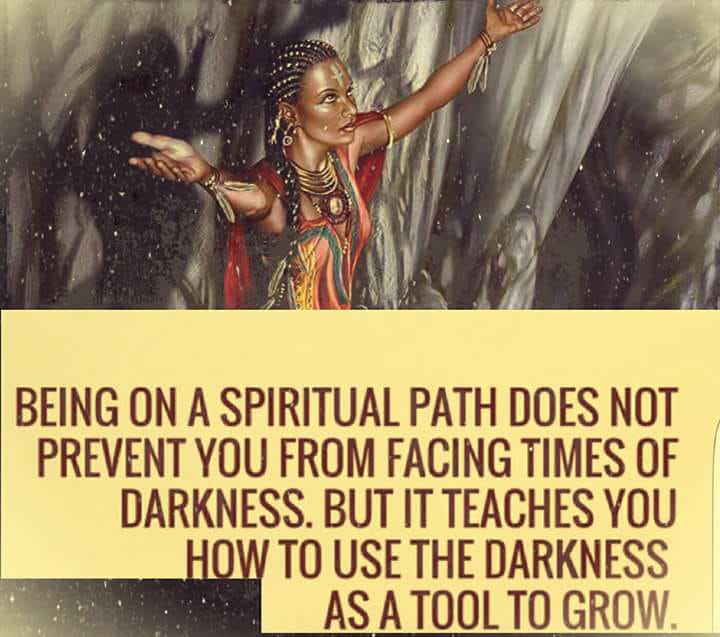 BEING ON A SPIRITUAL PATH DOES NOT
PREVENT YOU FROM FACING TIMES OF
DARKNESS. BUT IT TEACHES YOU
HOW TO USE THE DARKNESS
AS A TOOL TO GROW.